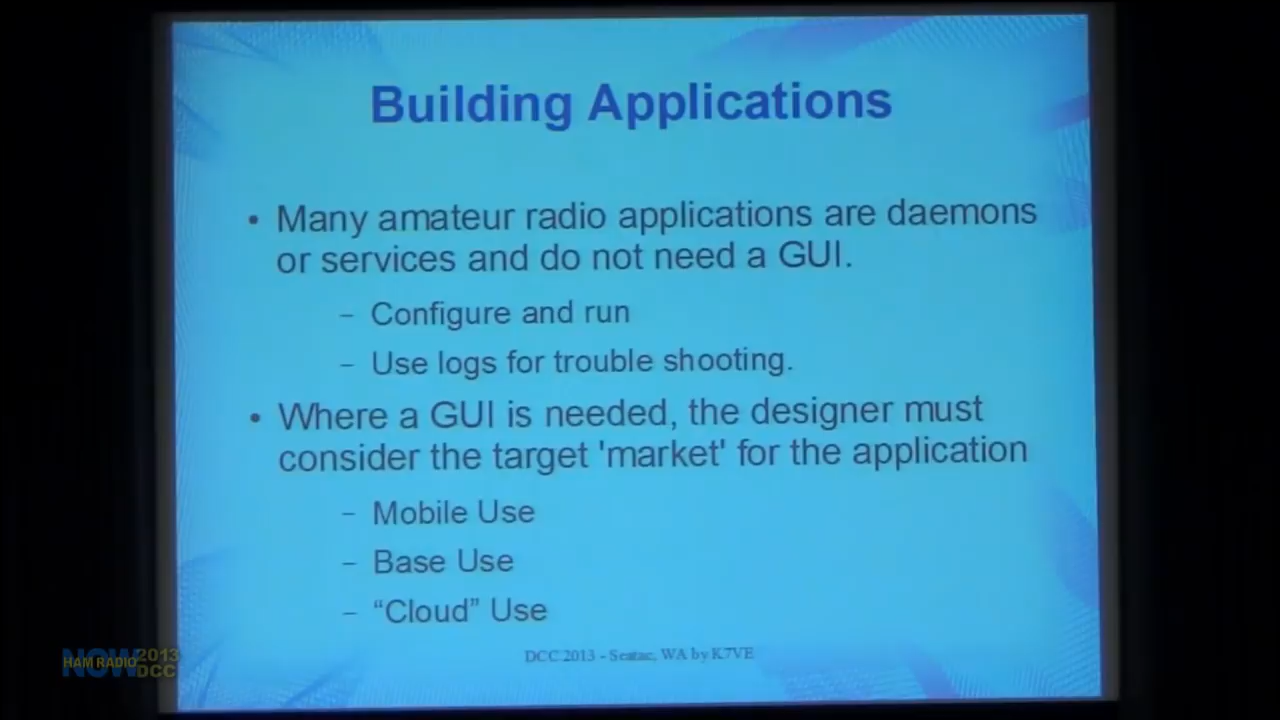 Building Applications
• Many amateur radio applications are daemons
or services and do not need a GUI.
– Configure and run
– Use logs for trouble shooting.
• Where a GUI is needed, the designer must
consider the target 'market' for the application
– Mobile Use
– Base Use
– “Cloud” Use
DCC 2013 - Seatac, WA by K7VE
NOW
HAM RADIO
2013
DCC